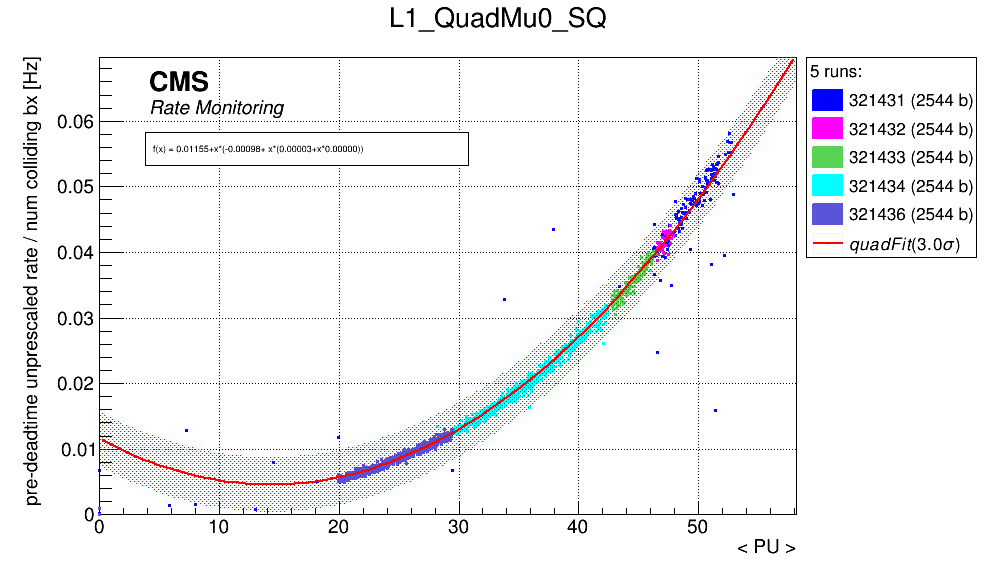 L1_QuadMu0_SQ
pre-deadtime unprescaled rate / num colliding bx [Hz]
CMS
Rate Monitoring
f(x) = 0.01155+x*(-0.00098+ x*(0.00003+x*0.00000))
0.06
0.05
0.04
0.03
0.02
0.01
0
0 10 20 30 40 50
< PU >
5 runs:
321431 (2544 b)
321432 (2544 b)
321433 (2544 b)
321434 (2544 b)
321436 (2544 b)
quadFit(3.0σ)